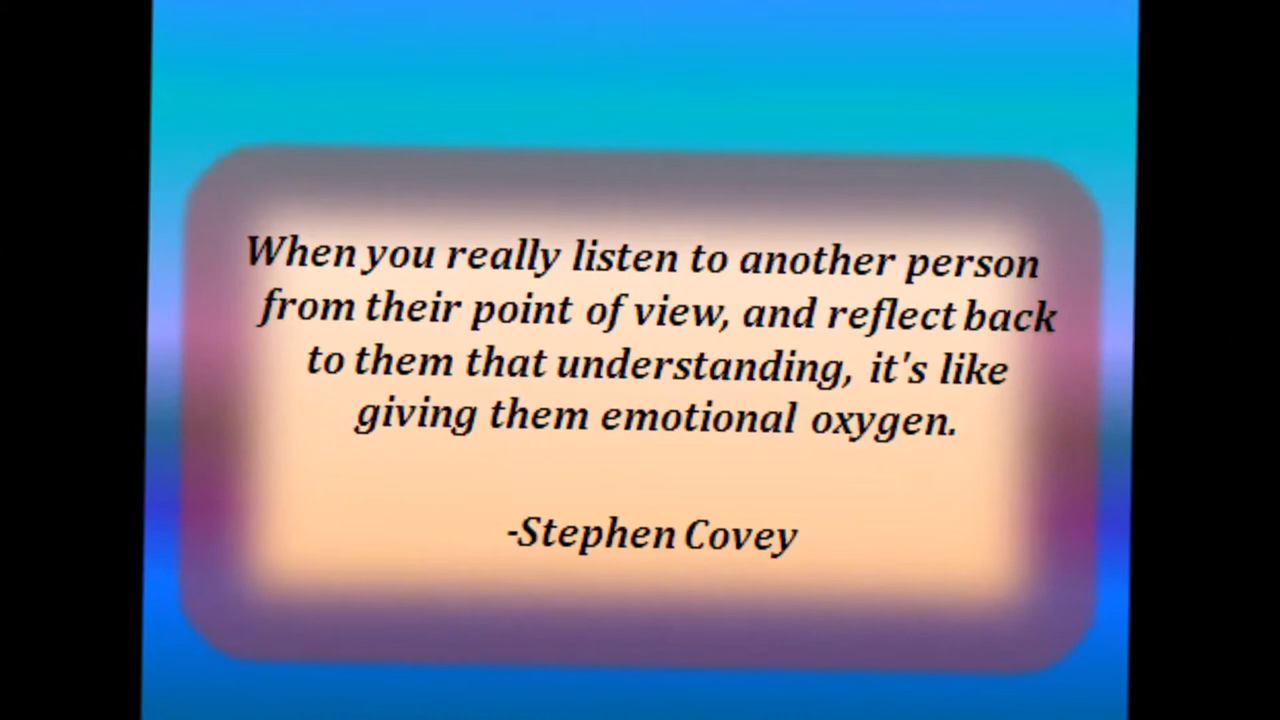 When you really listen to another person
from their point of view, and reflect back
to them that understanding, it's like
giving them emotional oxygen.
-Stephen Covey